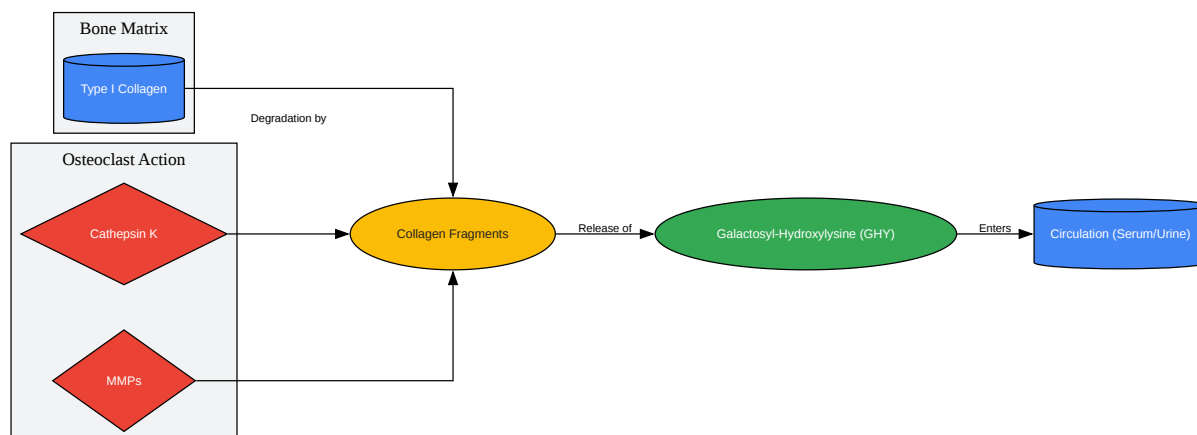 Bone Matrix
Type I Collagen
Degradation by
Osteoclast Action
Cathepsin K
Collagen Fragments
Release of
Galactosyl-Hydroxylysine (GHY)
Enters
Circulation (Serum/Urine)
MMPs